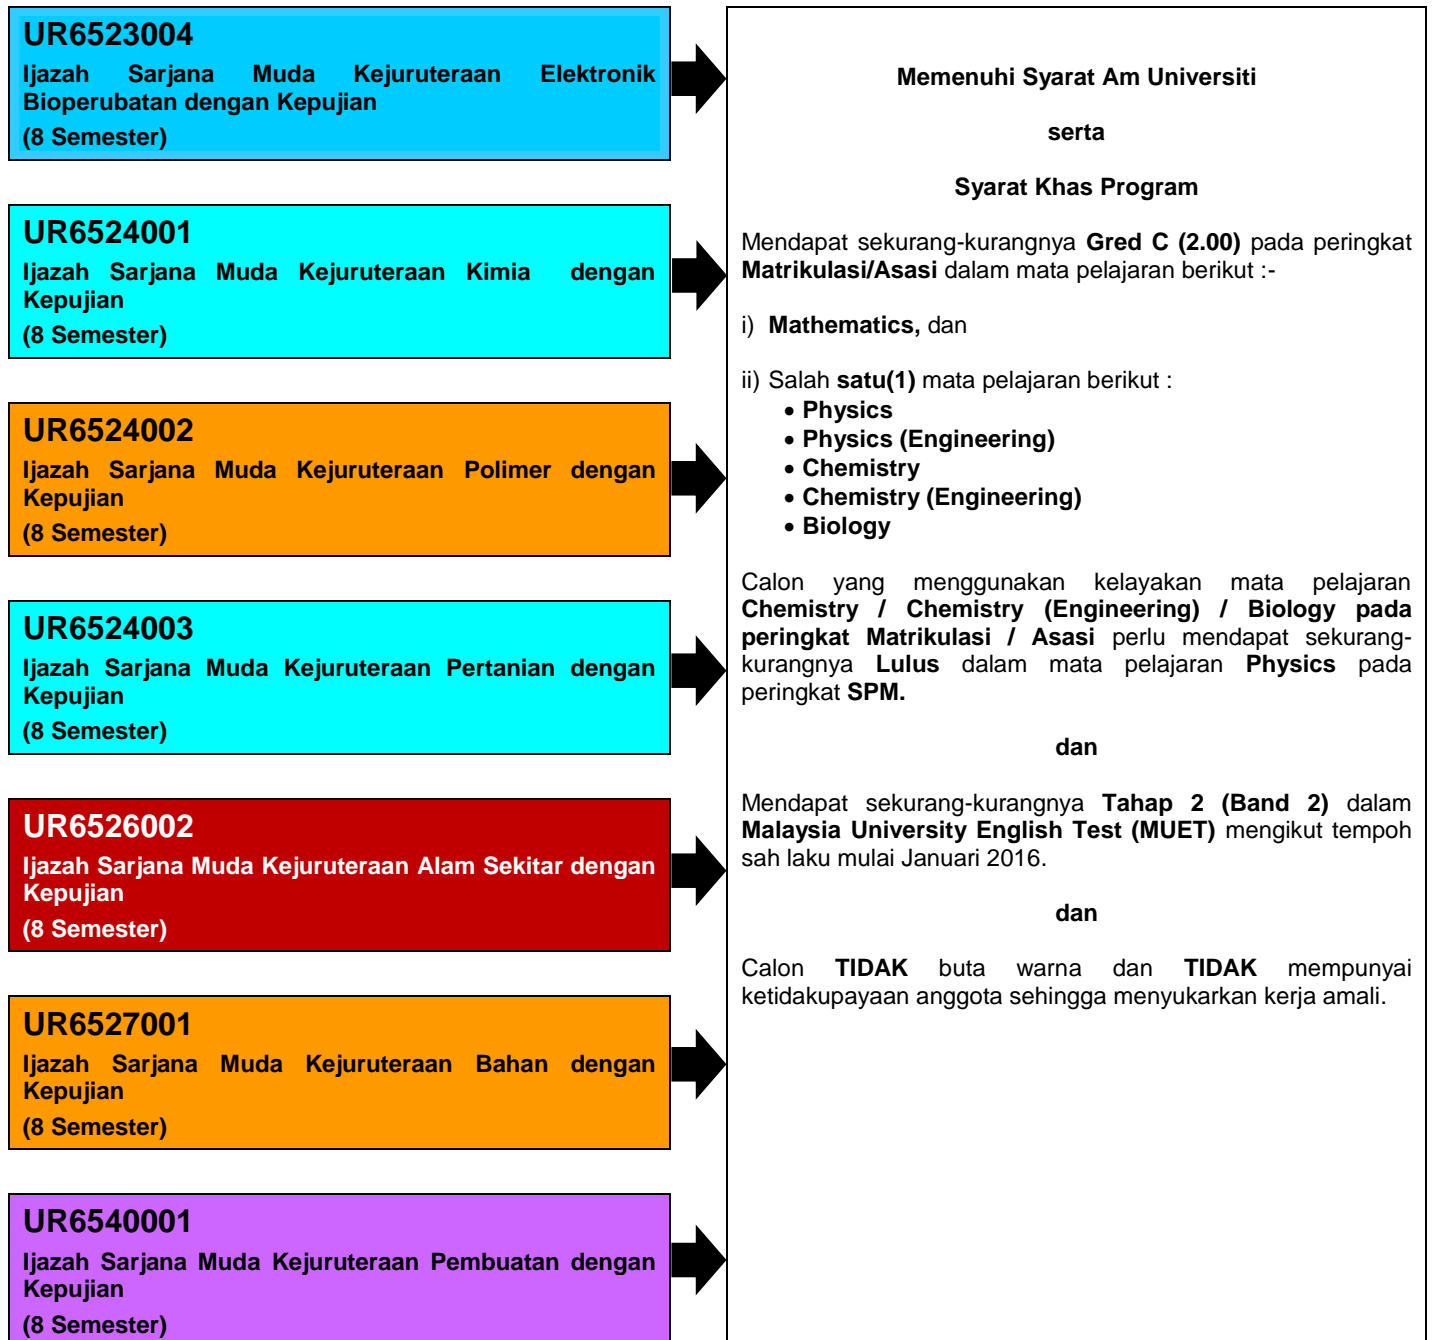 UR6523004
Ijazah Sarjana Muda Kejuruteraan Elektronik
Bioperubatan dengan Kepujian
(8 Semester)
UR6524001
Ijazah Sarjana Muda Kejuruteraan Kimia dengan
Kepujian
(8 Semester)
UR6524002
Ijazah Sarjana Muda Kejuruteraan Polimer dengan
Kepujian
(8 Semester)
UR6524003
Ijazah Sarjana Muda Kejuruteraan Pertanian dengan
Kepujian
(8 Semester)
UR6526002
Ijazah Sarjana Muda Kejuruteraan Alam Sekitar dengan
Kepujian
(8 Semester)
UR6527001
Ijazah Sarjana Muda Kejuruteraan Bahan dengan
Kepujian
(8 Semester)
UR6540001
Ijazah Sarjana Muda Kejuruteraan Pembuatan dengan
Kepujian
(8 Semester)
Memenuhi Syarat Am Universiti
serta
Syarat Khas Program
Mendapat sekurang-kurangnya Gred C (2.00) pada peringkat
Matrikulasi/Asasi dalam mata pelajaran berikut :-
i) Mathematics, dan
ii) Salah satu(1) mata pelajaran berikut :
• Physics
• Physics (Engineering)
• Chemistry
• Chemistry (Engineering)
• Biology
Calon yang menggunakan kelayakan mata pelajaran
Chemistry / Chemistry (Engineering) / Biology pada
peringkat Matrikulasi / Asasi perlu mendapat sekurang-
kurangnya Lulus dalam mata pelajaran Physics pada
peringkat SPM.
dan
Mendapat sekurang-kurangnya Tahap 2 (Band 2) dalam
Malaysia University English Test (MUET) mengikut tempoh
sah laku mulai Januari 2016.
dan
Calon TIDAK buta warna dan TIDAK mempunyai
ketidakupayaan anggota sehingga menyukarkan kerja amali.